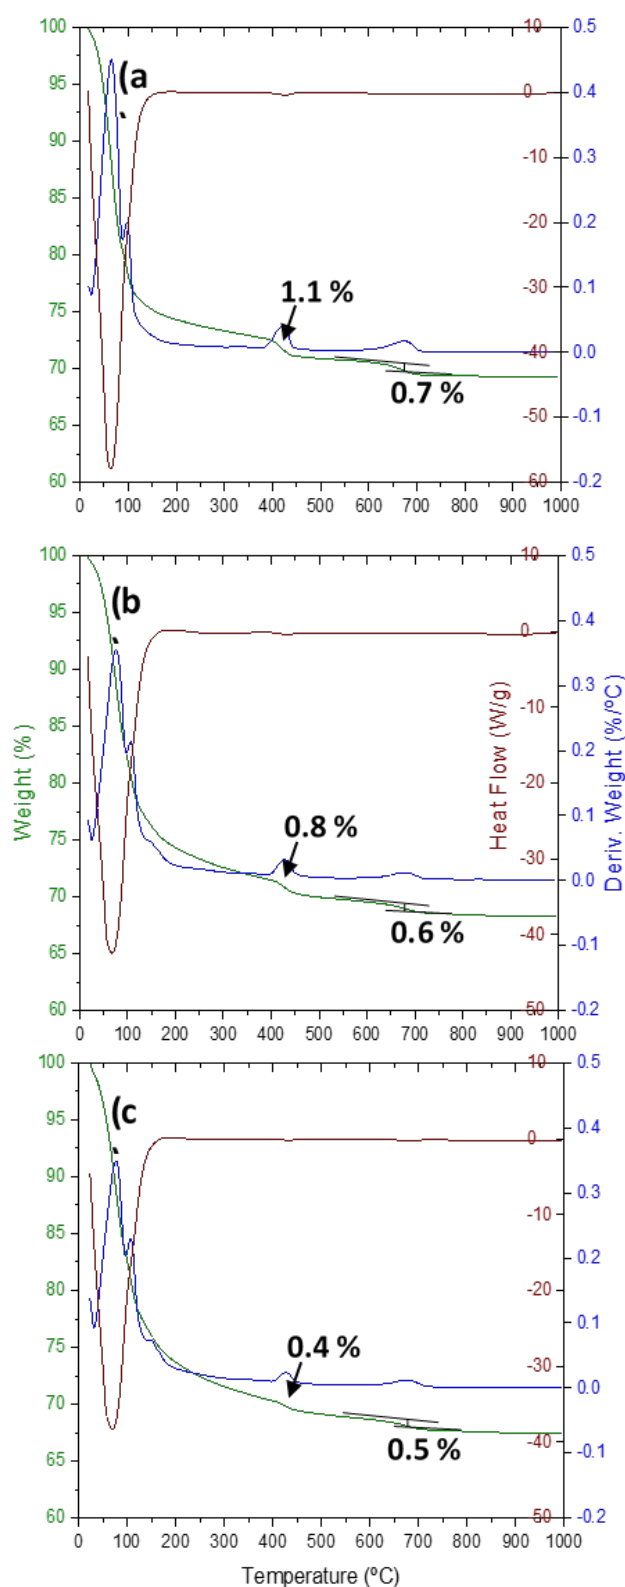 100 10 0.5
(a
95
0 0.4
90
-10 0.3
85
-20 0.2
80
1.1 %
-30 0.1
75
-40 0.0
70
0.7 %
65 -50 -0.1
60 -60 -0.2
0 100 200 300 400 500 600 700 800 900 1000
100 10 0.5
(b
95 0.4
0
90 0.3
-10
85
0.2
80 -20
0.8 %
0.1
75
-30
70 0.0
0.6 %
65 -40 -0.1
60 -50 -0.2
0 100 200 300 400 500 600 700 800 900 1000
Weight (%)
Heat Flow (W/g)
Deriv. Weight (%/ºC)
100 10 0.5
(c
95 0.4
0
90 0.3
-10
85
0.2
80 -20
0.4 %
75 0.1
-30
70 0.0
0.5 %
65 -40 -0.1
60 -50 -0.2
0 100 200 300 400 500 600 700 800 900 1000
Temperature (ºC)